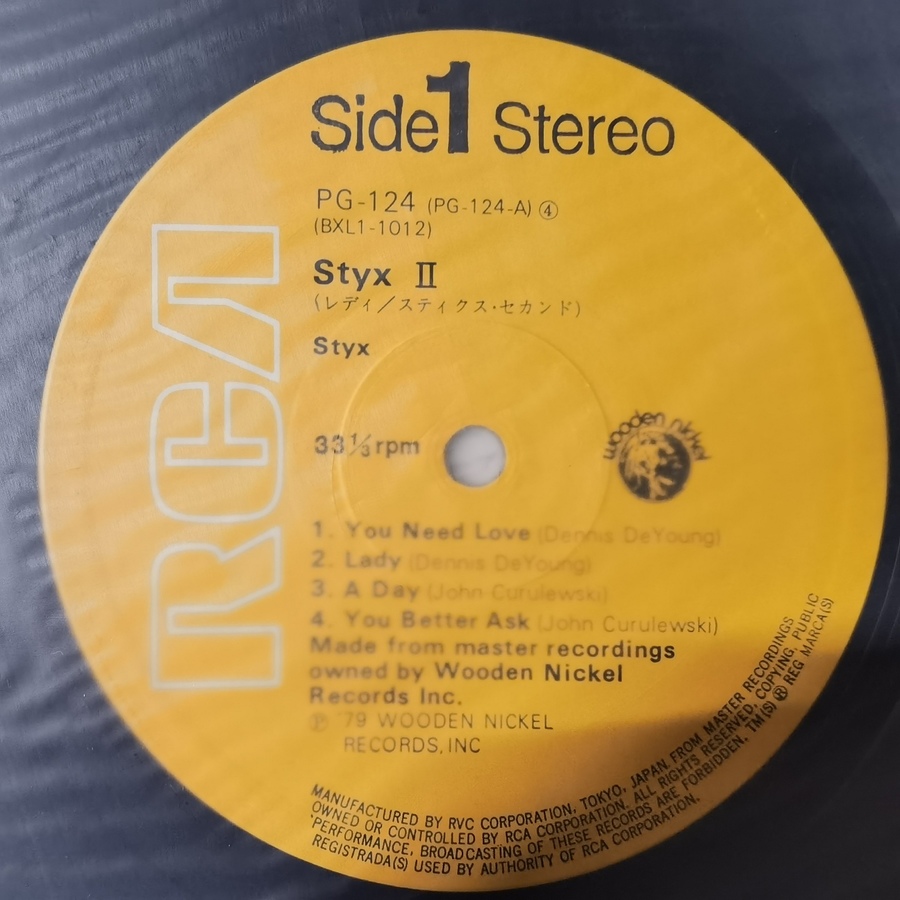 Side 1 Stereo
PG-124 (PG-124-A) ④
(BXL1-1012)
Styx II
(レディ/スティクス・セカンド)
Styx
33⅓rpm
wooden nickel
RCA
1. You Need Love (Dennis DeYoung)
2. Lady (Dennis DeYoung)
3. A Day (John Curulewski)
4. You Better Ask (John Curulewski)
Made from master recordings
owned by Wooden Nickel
Records Inc.
Ⓟ '79 WOODEN NICKEL
RECORDS, INC
MANUFACTURED BY RVC CORPORATION, TOKYO, JAPAN FROM MASTER RECORDINGS
OWNED OR CONTROLLED BY RCA CORPORATION. ALL RIGHTS RESERVED, COPYING, PUBLIC
PERFORMANCE, BROADCASTING OF THESE RECORDS ARE FORBIDDEN, TM(S) ® REG MARCA(S)
REGISTRADA(S) USED BY AUTHORITY OF RCA CORPORATION.